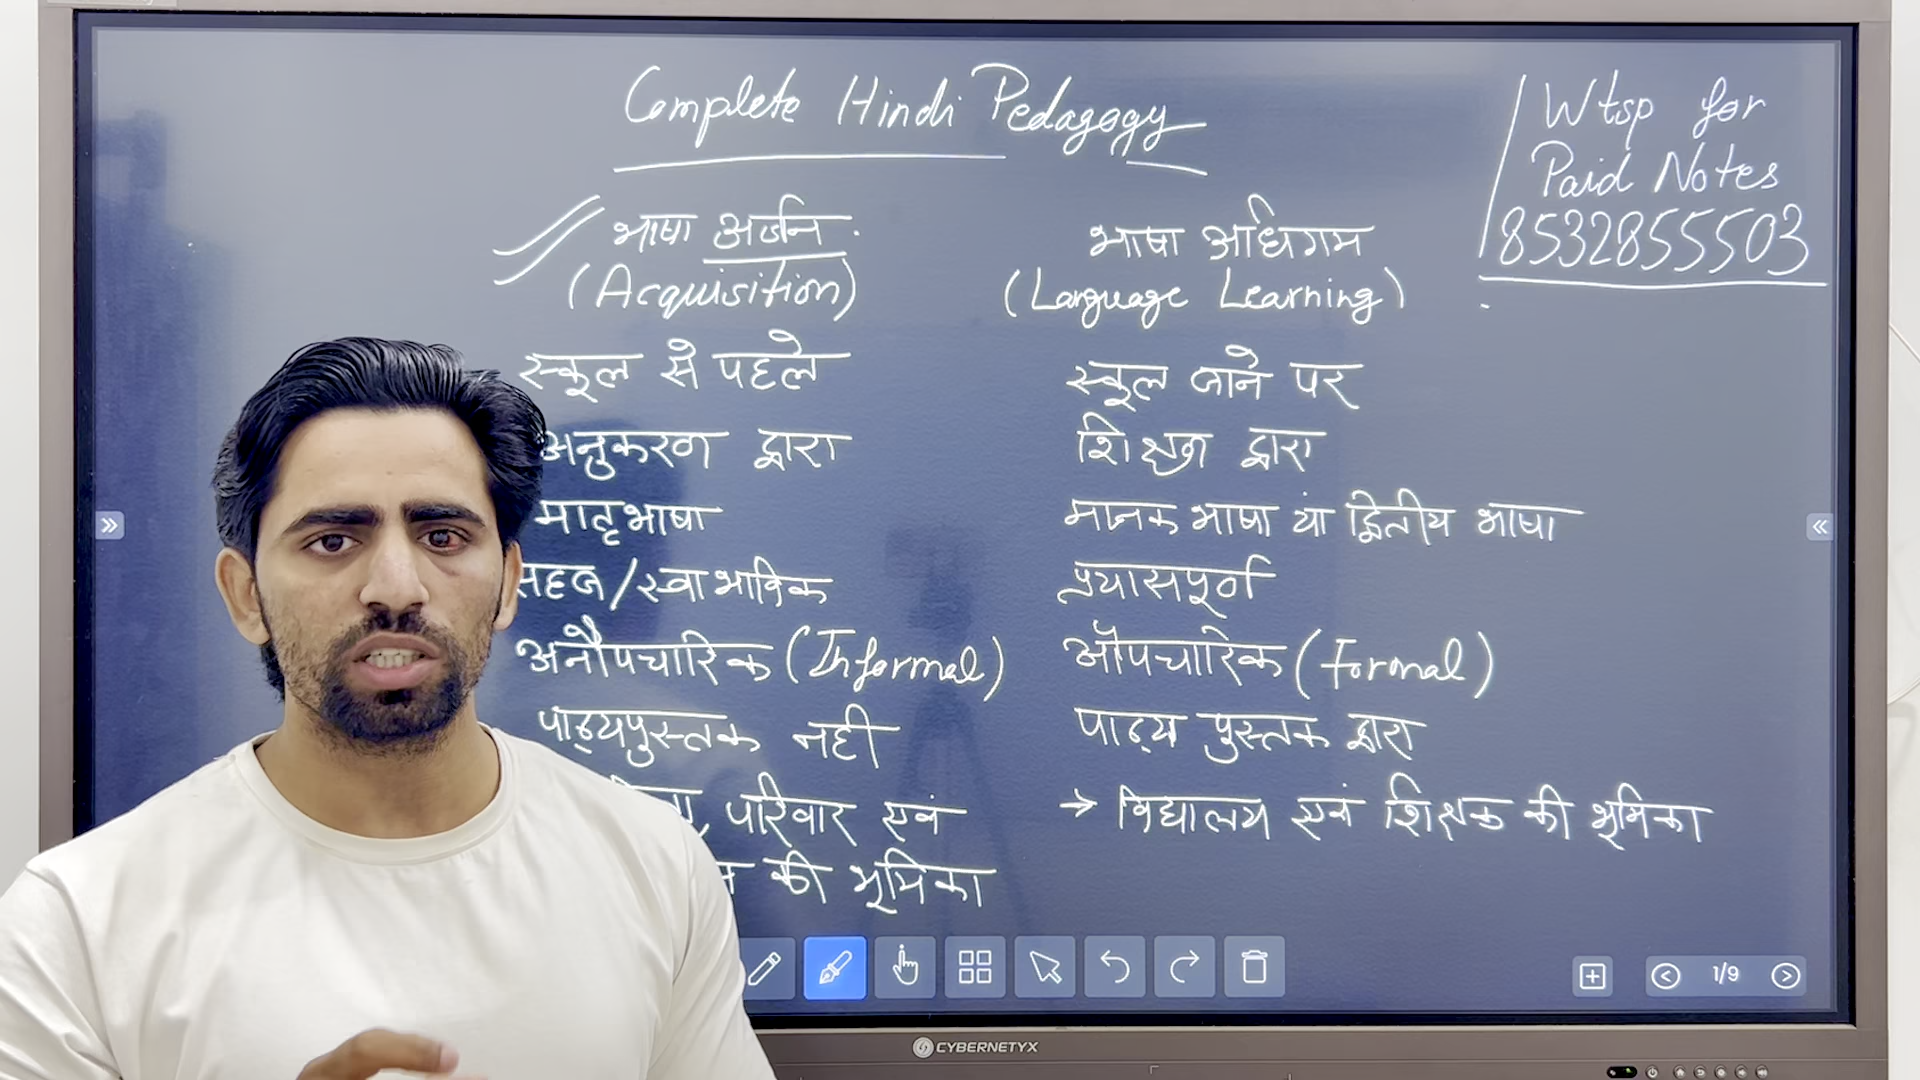 Complete Hindi Pedagogy
Wtsp for
Paid Notes
8532855503
भाषा अर्जन
(Acquisition)
स्कूल से पहले
अनुकरण द्वारा
मातृभाषा
सहज/स्वाभाविक
अनौपचारिक (Informal)
पाठ्यपुस्तक नही
परिवार एवं
की भूमिका
भाषा अधिगम
(Language Learning)
स्कूल जाने पर
शिक्षण द्वारा
मानक भाषा या द्वितीय भाषा
प्रयासपूर्ण
औपचारिक (Formal)
पाठ्य पुस्तक द्वारा
→ विद्यालय एवं शिक्षक की भूमिका
1/9
CYBERNETYX